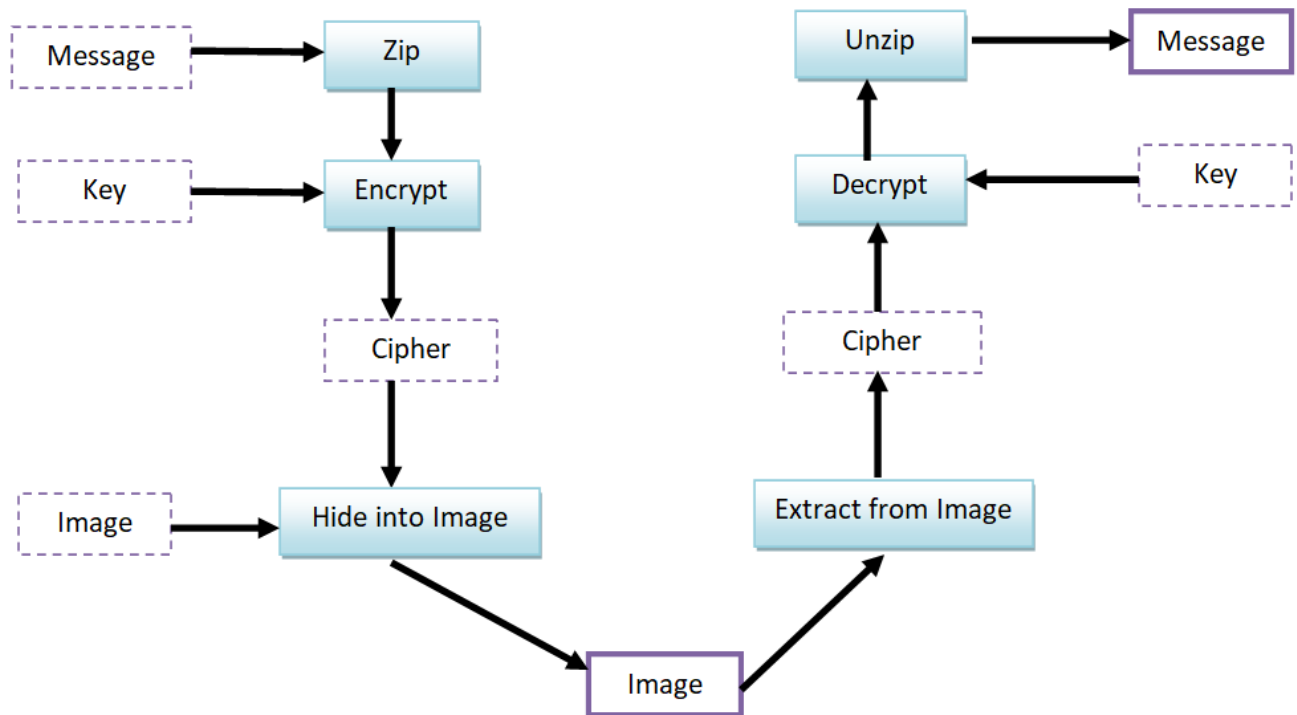 Message
Zip
Key
Encrypt
Cipher
Image
Hide into Image
Image
Extract from Image
Cipher
Decrypt
Key
Unzip
Message